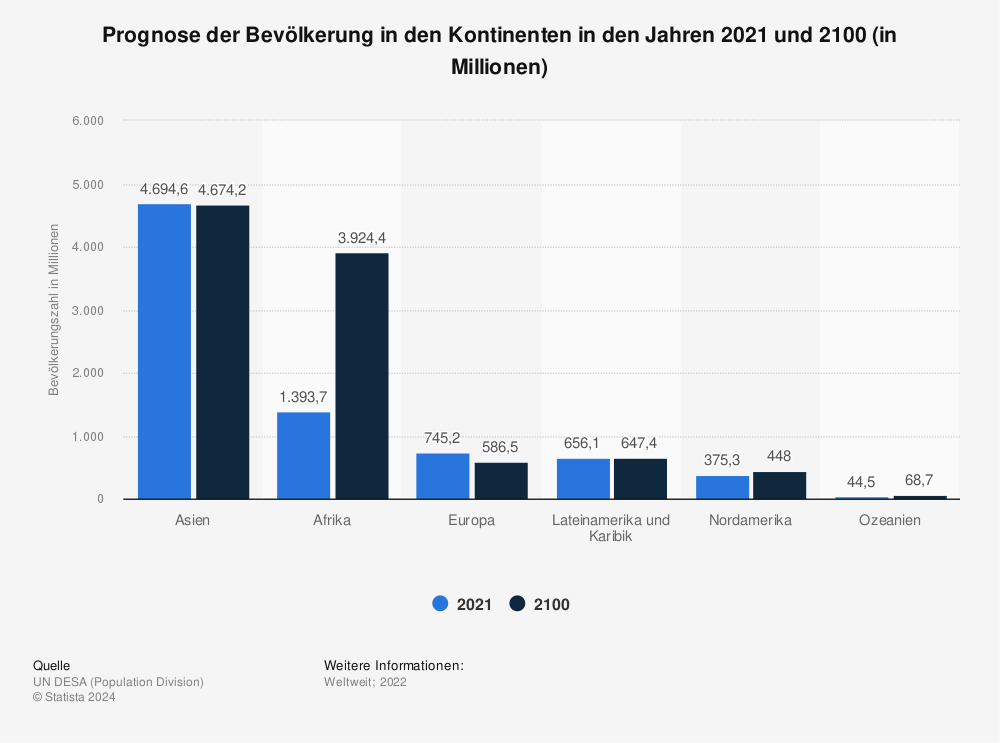 Prognose der Bevölkerung in den Kontinenten in den Jahren 2021 und 2100 (in
Millionen)
Bevölkerungszahl in Millionen
6.000
5.000
4.000
3.000
2.000
1.000
0
4.694,6 4.674,2
1.393,7 3.924,4
745,2 586,5
656,1 647,4
375,3 448
44,5 68,7
Asien
Afrika
Europa
Lateinamerika und
Karibik
Nordamerika
Ozeanien
2021 2100
Quelle
UN DESA (Population Division)
© Statista 2024
Weitere Informationen:
Weltweit; 2022